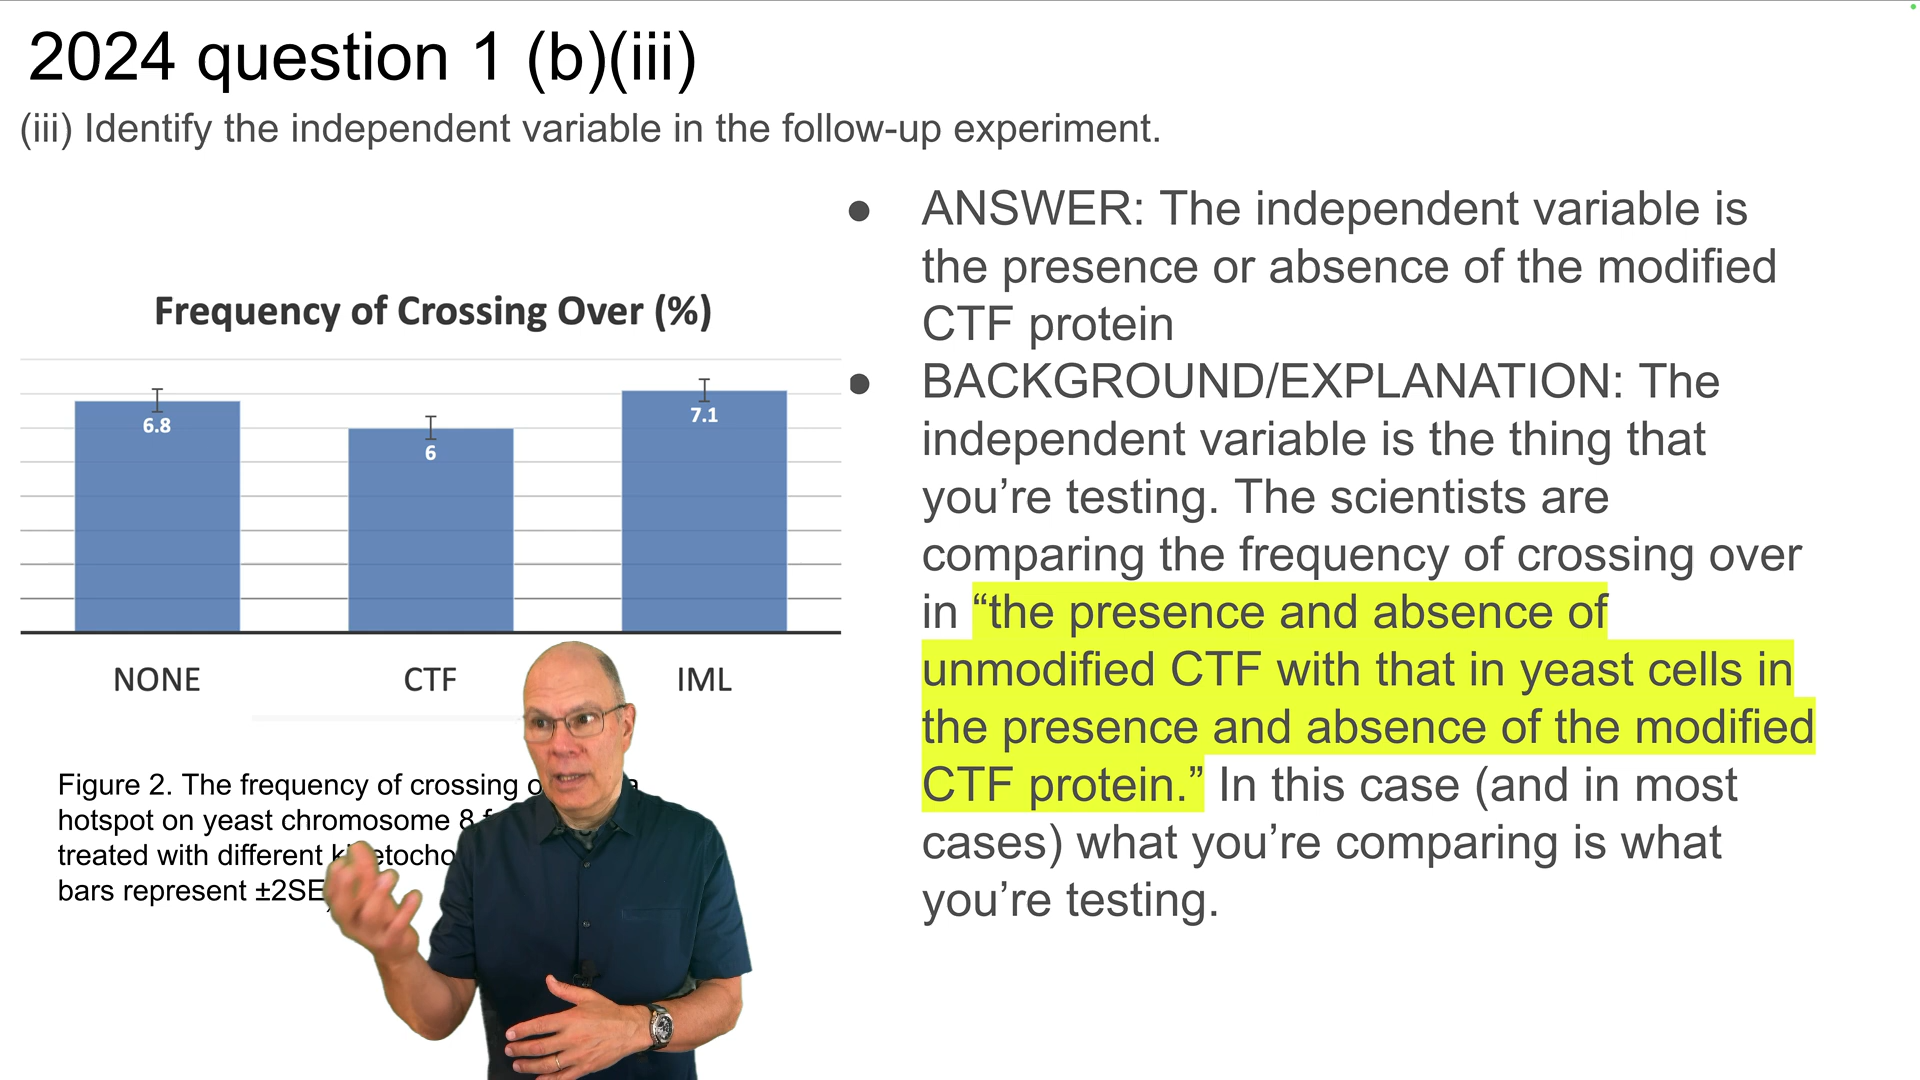 2024 question 1 (b)(iii)
(iii) Identify the independent variable in the follow-up experiment.
Frequency of Crossing Over (%)
6.8
6
7.1
NONE
CTF
IML
Figure 2. The frequency of crossing
hotspot on yeast chromosome 8
treated with different
bars represent ±2SE
● ANSWER: The independent variable is
the presence or absence of the modified
CTF protein
● BACKGROUND/EXPLANATION: The
independent variable is the thing that
you’re testing. The scientists are
comparing the frequency of crossing over
in “the presence and absence of
unmodified CTF with that in yeast cells in
the presence and absence of the modified
CTF protein.” In this case (and in most
cases) what you’re comparing is what
you’re testing.